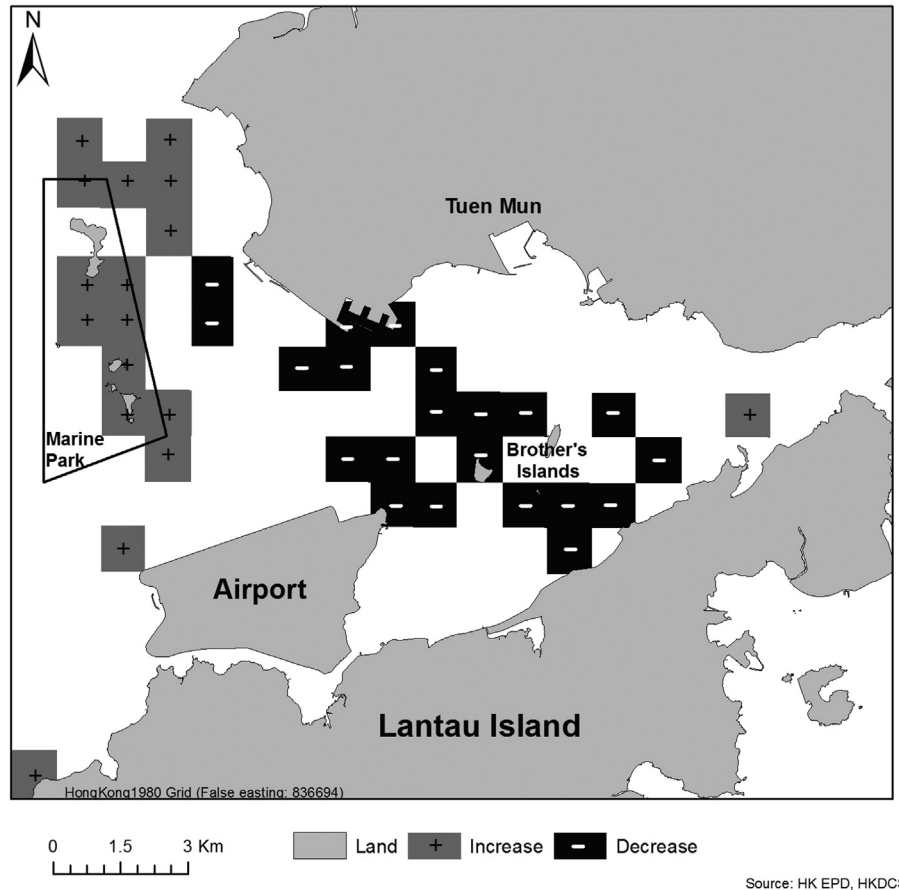 N
Tuen Mun
Marine
Park
Brother's
Islands
Airport
Lantau Island
HongKong1980 Grid (False easting: 836694)
0 1.5 3 Km
Land
Increase
Decrease
Source: HK EPD, HKDCS